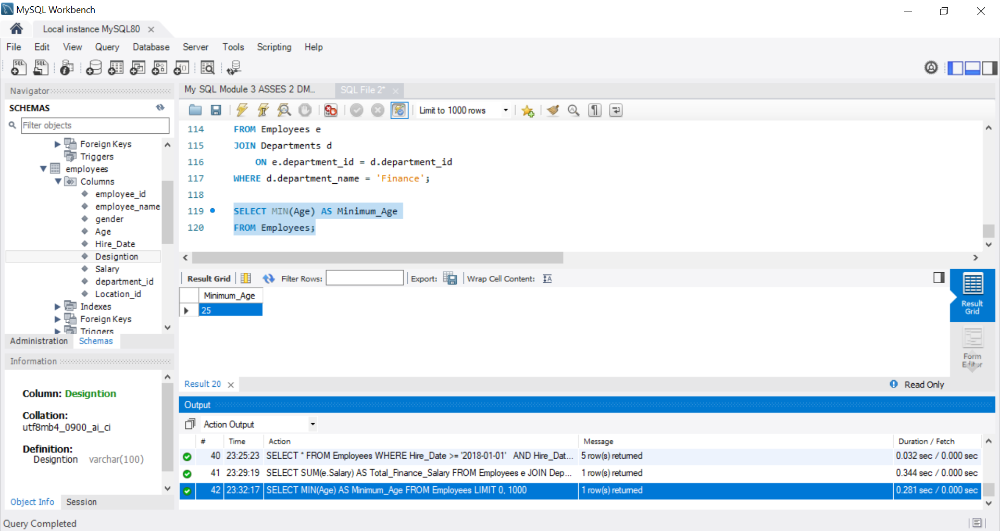 MySQL Workbench
Local instance MySQL80
File Edit View Query Database Server Tools Scripting Help
Navigator
SCHEMAS
Filter objects
Foreign Keys
Triggers
employees
Columns
employee_id
employee_name
gender
Age
Hire_Date
Designtion
Salary
department_id
Location_id
Indexes
Foreign Keys
Triggers
Administration Schemas
Information
Column: Designtion
Collation:
utf8mb4_0900_ai_ci
Definition:
Designtion varchar(100)
Object Info Session
My SQL Module 3 ASSES 2 DM... SQL File 2*
Limit to 1000 rows
114 FROM Employees e
115 JOIN Departments d
116 ON e.department_id = d.department_id
117 WHERE d.department_name = 'Finance';
118
119 SELECT MIN(Age) AS Minimum_Age
120 FROM Employees;
Result Grid Filter Rows: Export: Wrap Cell Content:
Minimum_Age
25
Result
Grid
Form
Editor
Result 20 Read Only
Output
Action Output
# Time Action Message Duration / Fetch
40 23:25:23 SELECT * FROM Employees WHERE Hire_Date >= '2018-01-01' AND Hire_Dat... 5 row(s) returned 0.032 sec / 0.000 sec
41 23:29:19 SELECT SUM(e.Salary) AS Total_Finance_Salary FROM Employees e JOIN Dep... 1 row(s) returned 0.344 sec / 0.000 sec
42 23:32:17 SELECT MIN(Age) AS Minimum_Age FROM Employees LIMIT 0, 1000 1 row(s) returned 0.281 sec / 0.000 sec
Query Completed